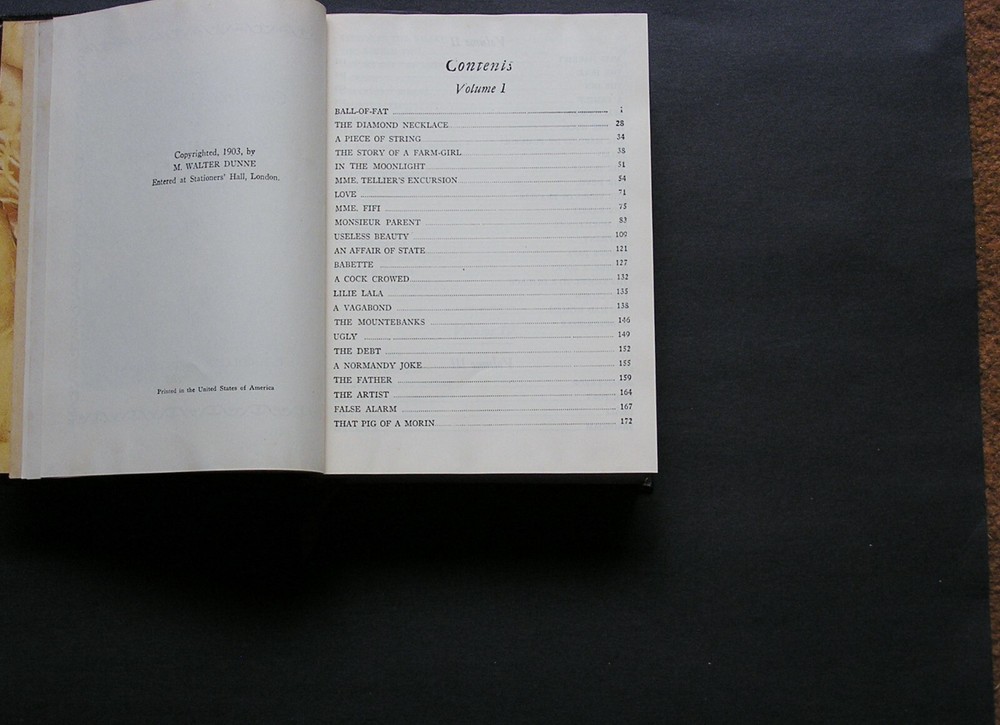 Copyrighted, 1903, by
M. WALTER DUNNE
Entered at Stationers' Hall, London.
Printed in the United States of America
Contents
Volume 1
BALL-OF-FAT 1
THE DIAMOND NECKLACE 28
A PIECE OF STRING 34
THE STORY OF A FARM-GIRL 38
IN THE MOONLIGHT 51
MME. TELLIER'S EXCURSION 54
LOVE 71
MME. FIFI 75
MONSIEUR PARENT 83
USELESS BEAUTY 109
AN AFFAIR OF STATE 121
BABETTE 127
A COCK CROWED 132
LILIE LALA 135
A VAGABOND 138
THE MOUNTEBANKS 146
UGLY 149
THE DEBT 152
A NORMANDY JOKE 155
THE FATHER 159
THE ARTIST 164
FALSE ALARM 167
THAT PIG OF A MORIN 172